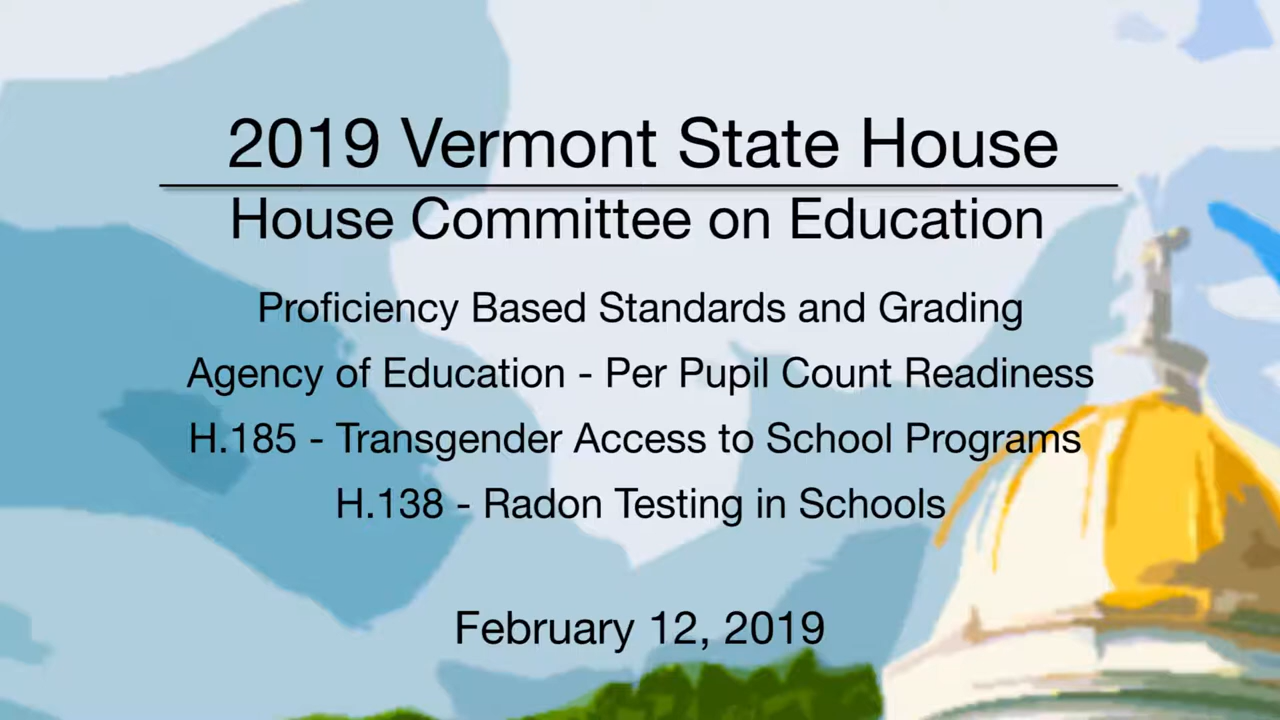 2019 Vermont State House
House Committee on Education
Proficiency Based Standards and Grading
Agency of Education - Per Pupil Count Readiness
H.185 - Transgender Access to School Programs
H.138 - Radon Testing in Schools
February 12, 2019